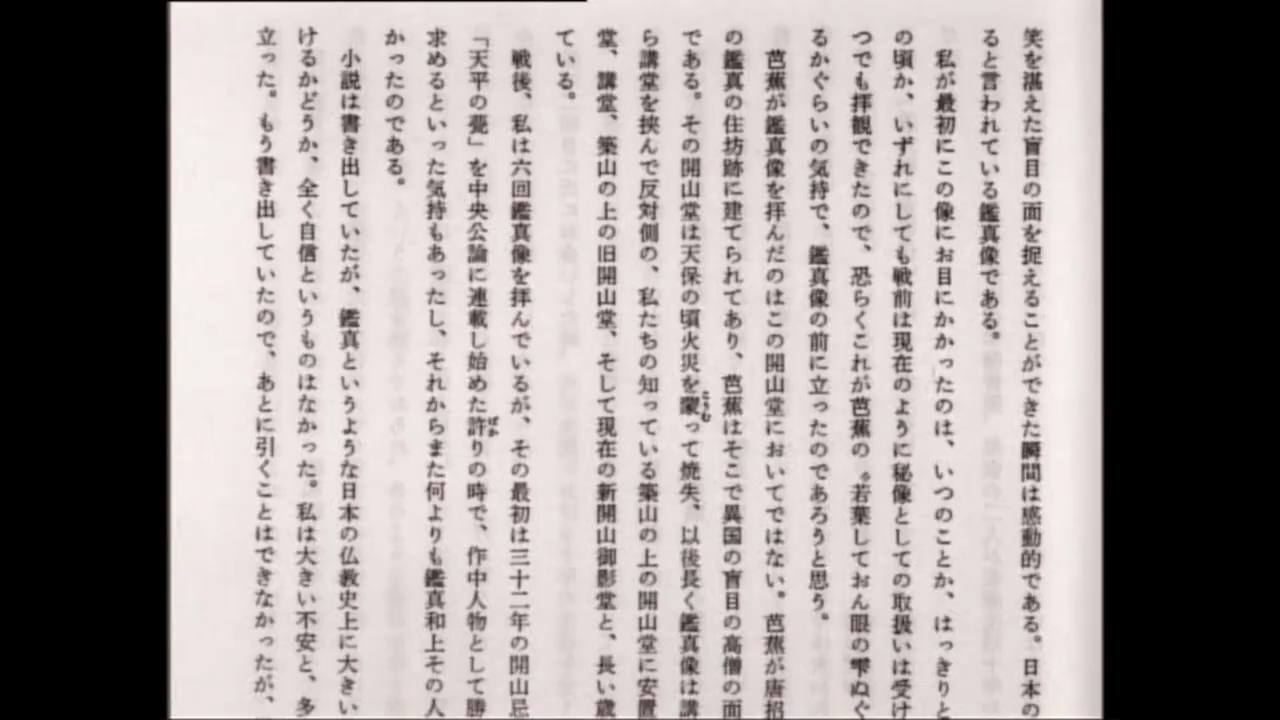 笑を湛えた盲目の面を捉えることができた瞬間は感動的である。日本の
ると言われている鑑真像である。
私が最初にこの像にお目にかかったのは、いつのことか、はっきりと
の頃か、いずれにしても戦前は現在のように秘像としての取扱いは受け
つでも拝観できたので、恐らくこれが芭蕉の〝若葉しておん眼の雫ぬぐ
るかぐらいの気持で、鑑真像の前に立ったのであろうと思う。
芭蕉が鑑真像を拝んだのはこの開山堂においてではない。芭蕉が唐招
の鑑真の住坊跡に建てられてあり、芭蕉はそこで異国の盲目の高僧の面
である。その開山堂は天保の頃火災を蒙って焼失、以後長く鑑真像は講
こうむ
ら講堂を挟んで反対側の、私たちの知っている築山の上の開山堂に安置
堂、講堂、築山の上の旧開山堂、そして現在の新開山御影堂と、長い歳
ている。
戦後、私は六回鑑真像を拝んでいるが、その最初は三十二年の開山忌
「天平の甍」を中央公論に連載し始めた許りの時で、作中人物として勝
ばか
求めるといった気持もあったし、それからまた何よりも鑑真和上その人
かったのである。
小説は書き出していたが、鑑真というような日本の仏教史上に大きい
けるかどうか、全く自信というものはなかった。私は大きい不安と、多
立った。もう書き出していたので、あとに引くことはできなかったが、